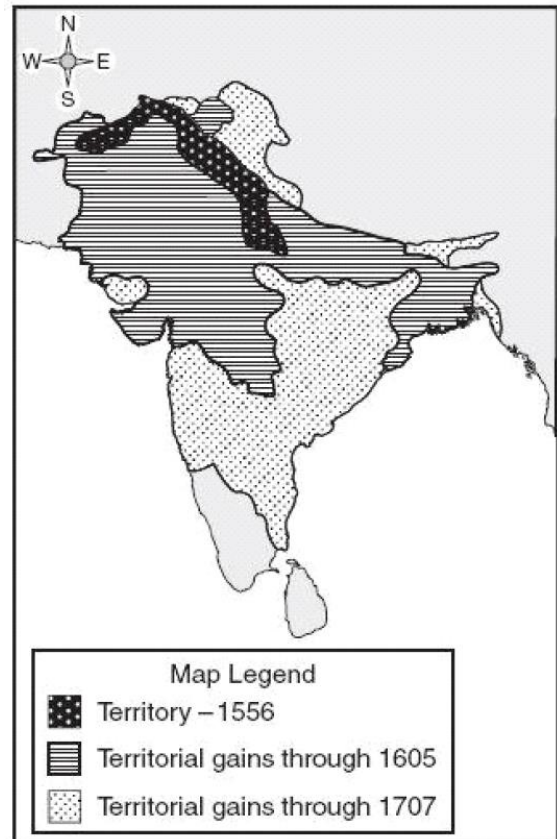 N
W E
S
Map Legend
Territory – 1556
Territorial gains through 1605
Territorial gains through 1707